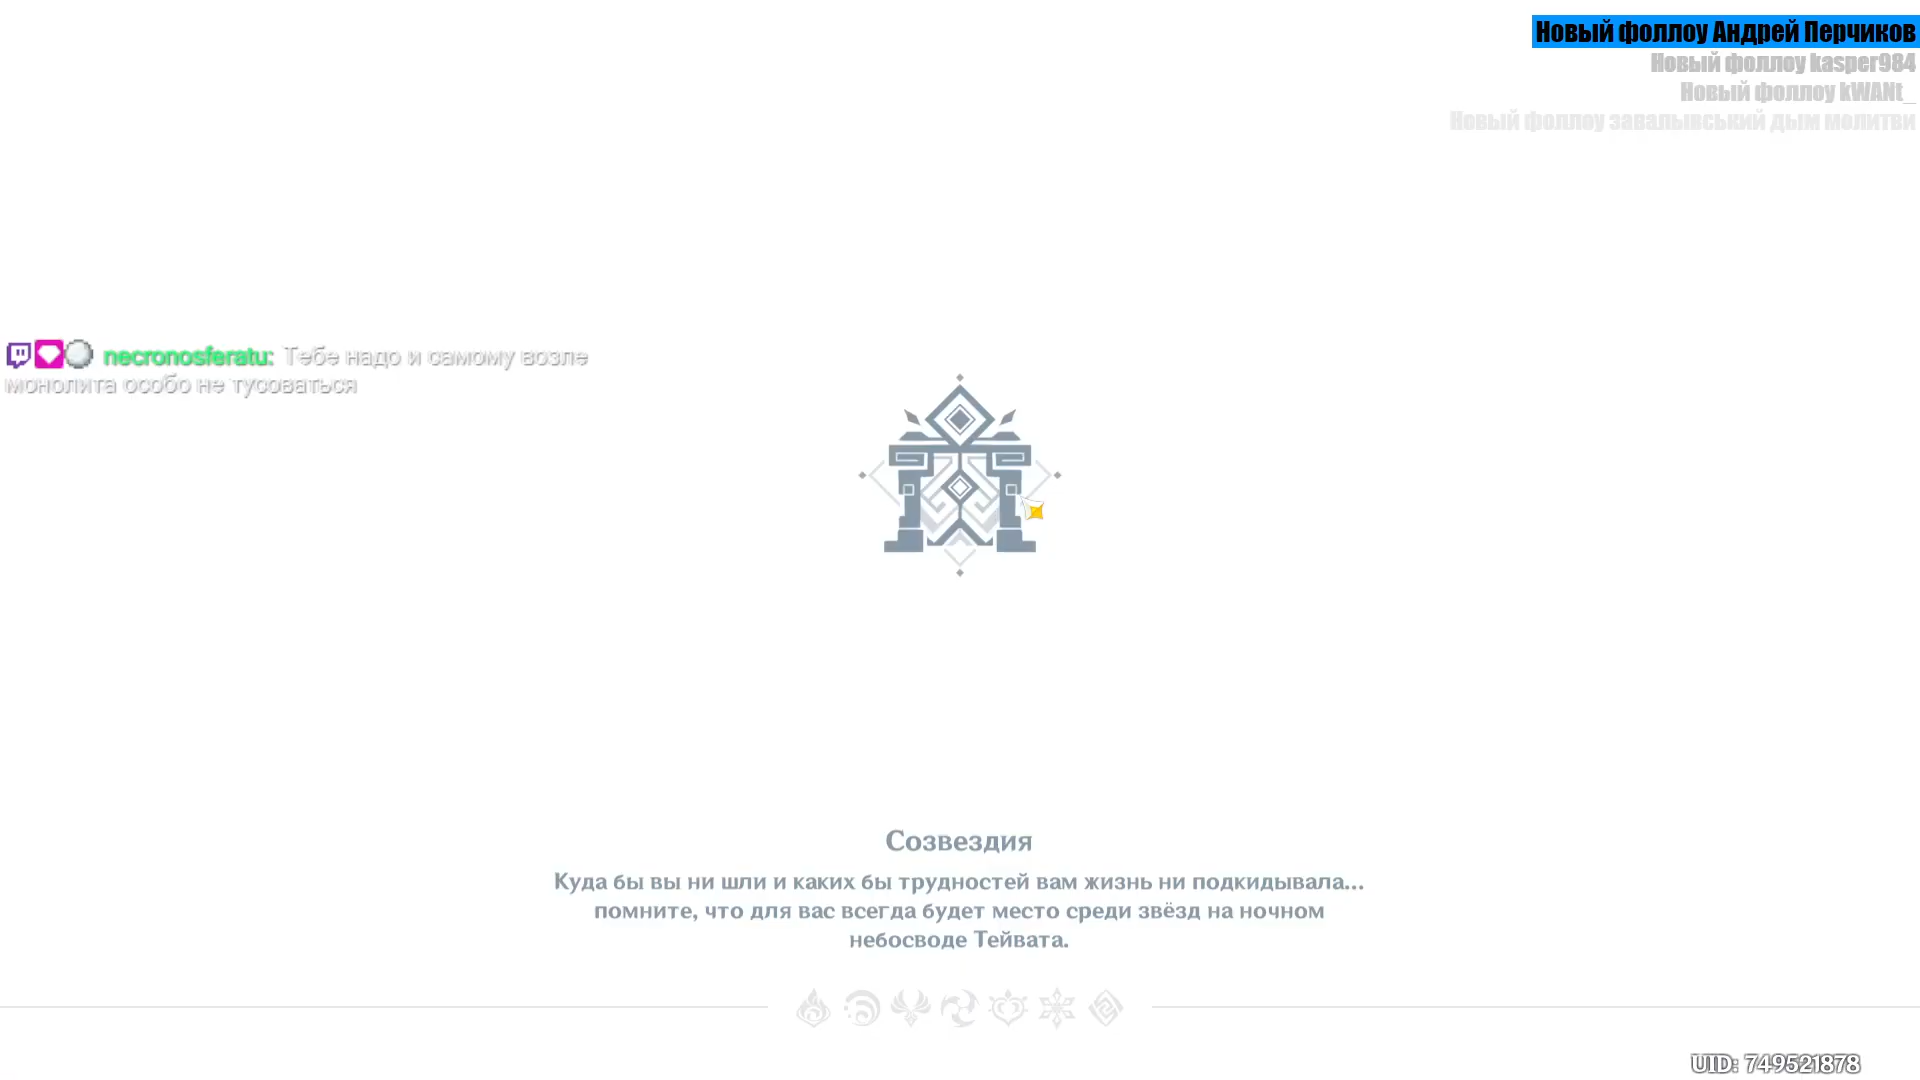 Новый фоллоу Андрей Перчиков
Новый фоллоу kasper984
Новый фоллоу kWANt_
Новый фоллоу завалывський дым молитви
necronosferatu: Тебе надо и самому возле
монолита особо не тусоваться
Созвездия
Куда бы вы ни шли и каких бы трудностей вам жизнь ни подкидывала...
помните, что для вас всегда будет место среди звёзд на ночном
небосводе Тейвата.
UID: 749521878